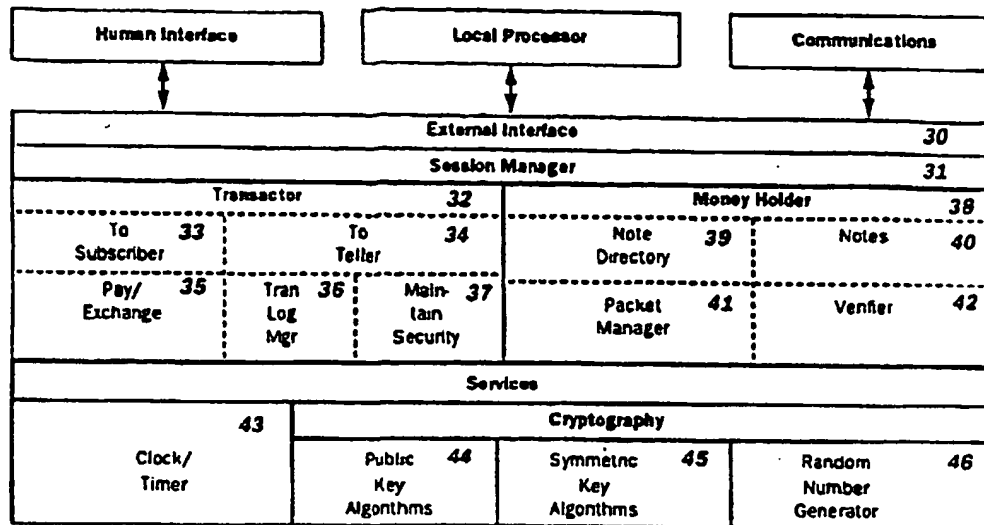 Human Interface
Local Processor
Communications
External Interface 30
Session Manager 31
Transactor 32
Money Holder 38
To 33
Subscriber
To 34
Teller
Note 39
Directory
Notes 40
Pay/ 35
Exchange
Tran 36
Log
Mgr
Main- 37
tain
Security
Packet 41
Manager
Verifier 42
Services
43
Clock/
Timer
Cryptography
Public 44
Key
Algorithms
Symmetric 45
Key
Algorithms
Random 46
Number
Generator